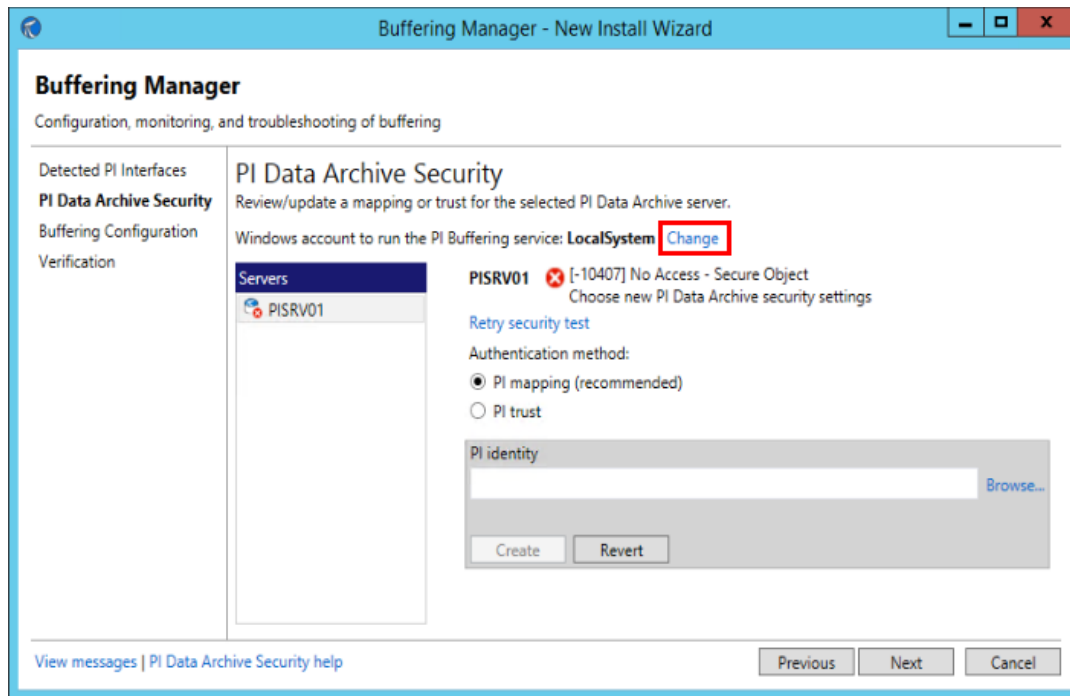 Buffering Manager - New Install Wizard
Buffering Manager
Configuration, monitoring, and troubleshooting of buffering
Detected PI Interfaces
PI Data Archive Security
Buffering Configuration
Verification
PI Data Archive Security
Review/update a mapping or trust for the selected PI Data Archive server.
Windows account to run the PI Buffering service: LocalSystem Change
Servers
PISRV01
PISRV01 [-10407] No Access - Secure Object
Choose new PI Data Archive security settings
Retry security test
Authentication method:
PI mapping (recommended)
PI trust
PI identity
Browse...
Create Revert
View messages | PI Data Archive Security help
Previous Next Cancel